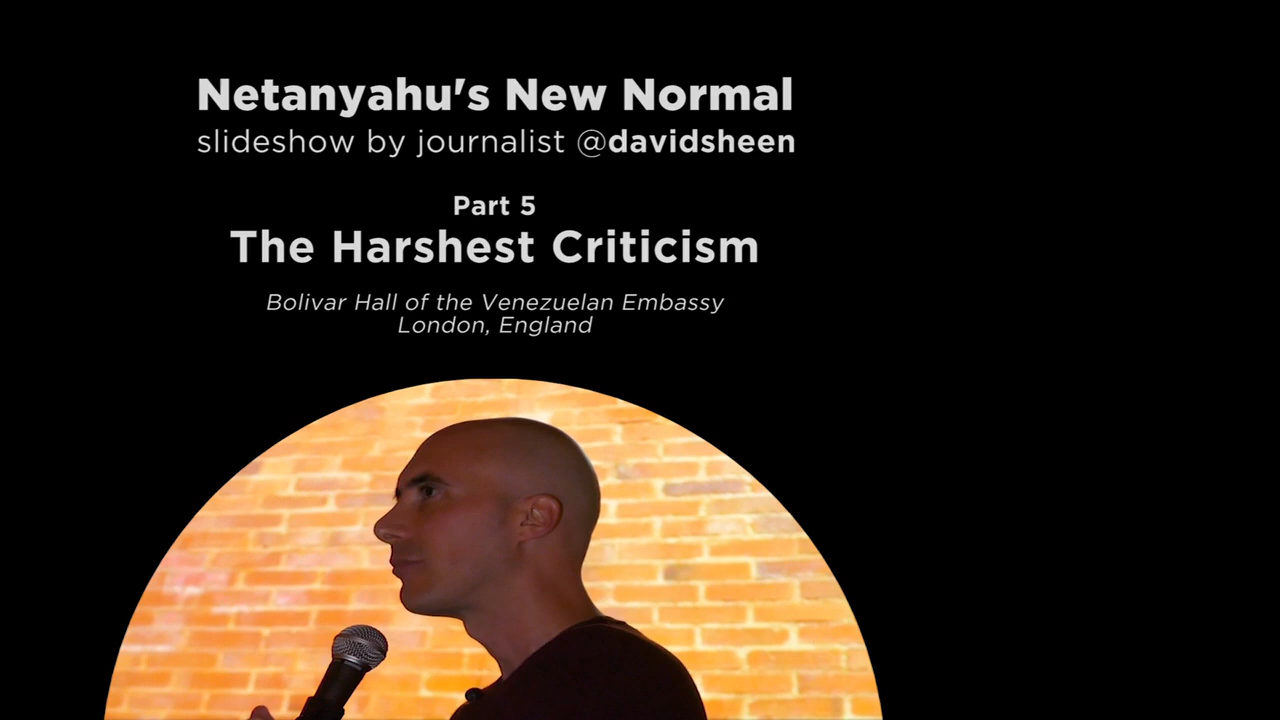 Netanyahu's New Normal
slideshow by journalist @davidsheen
Part 5
The Harshest Criticism
Bolivar Hall of the Venezuelan Embassy
London, England